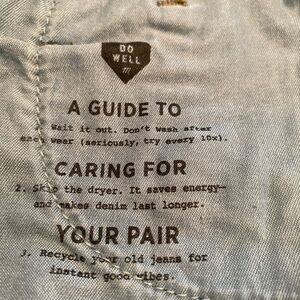 DO
WELL
m
A GUIDE TO
1. Wait it out. Don't wash after
each wear (seriously, try every 10x).
CARING FOR
2. Skip the dryer. It saves energy—
and makes denim last longer.
YOUR PAIR
3. Recycle your old jeans for
instant good vibes.